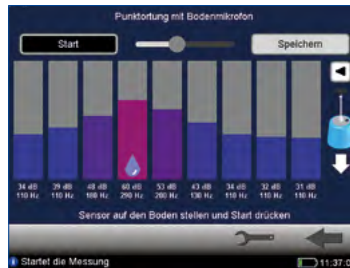 Punktortung mit Bodenmikrofon
Start
Speichern
34 dB 39 dB 48 dB 60 dB 53 dB 43 dB 34 dB 32 dB 31 dB
110 Hz 110 Hz 160 Hz 290 Hz 200 Hz 130 Hz 110 Hz 110 Hz 110 Hz
Sensor auf den Boden stellen und Start drücken
Startet die Messung
11:37:0